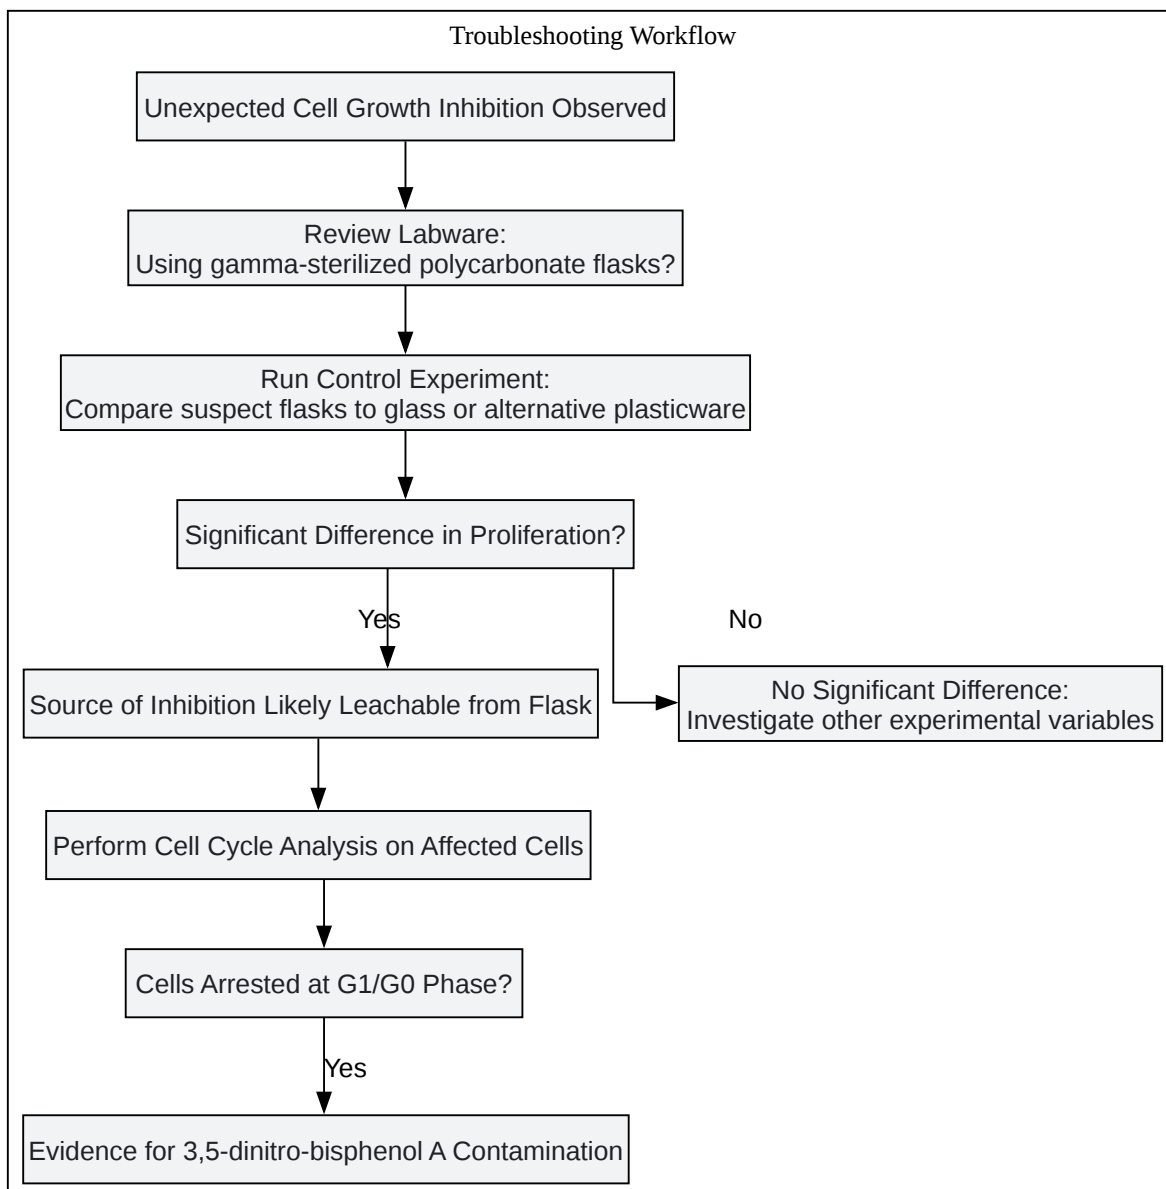 Troubleshooting Workflow
Unexpected Cell Growth Inhibition Observed
Review Labware:
Using gamma-sterilized polycarbonate flasks?
Run Control Experiment:
Compare suspect flasks to glass or alternative plasticware
Significant Difference in Proliferation?
Yes
No
Source of Inhibition Likely Leachable from Flask
No Significant Difference:
Investigate other experimental variables
Perform Cell Cycle Analysis on Affected Cells
Cells Arrested at G1/G0 Phase?
Yes
Evidence for 3,5-dinitro-bisphenol A Contamination